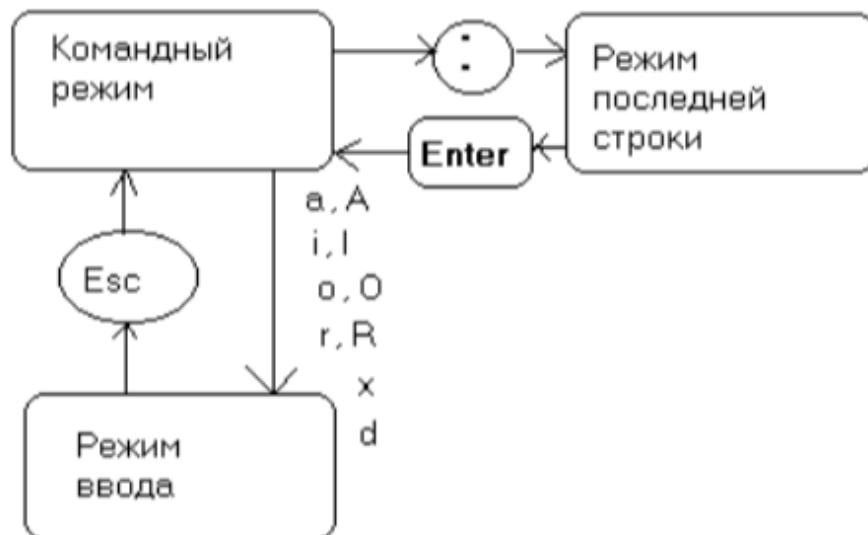 Командный
режим
:
Режим
последней
строки
Enter
a, A
i, I
o, O
r, R
x
d
Esc
Режим
ввода